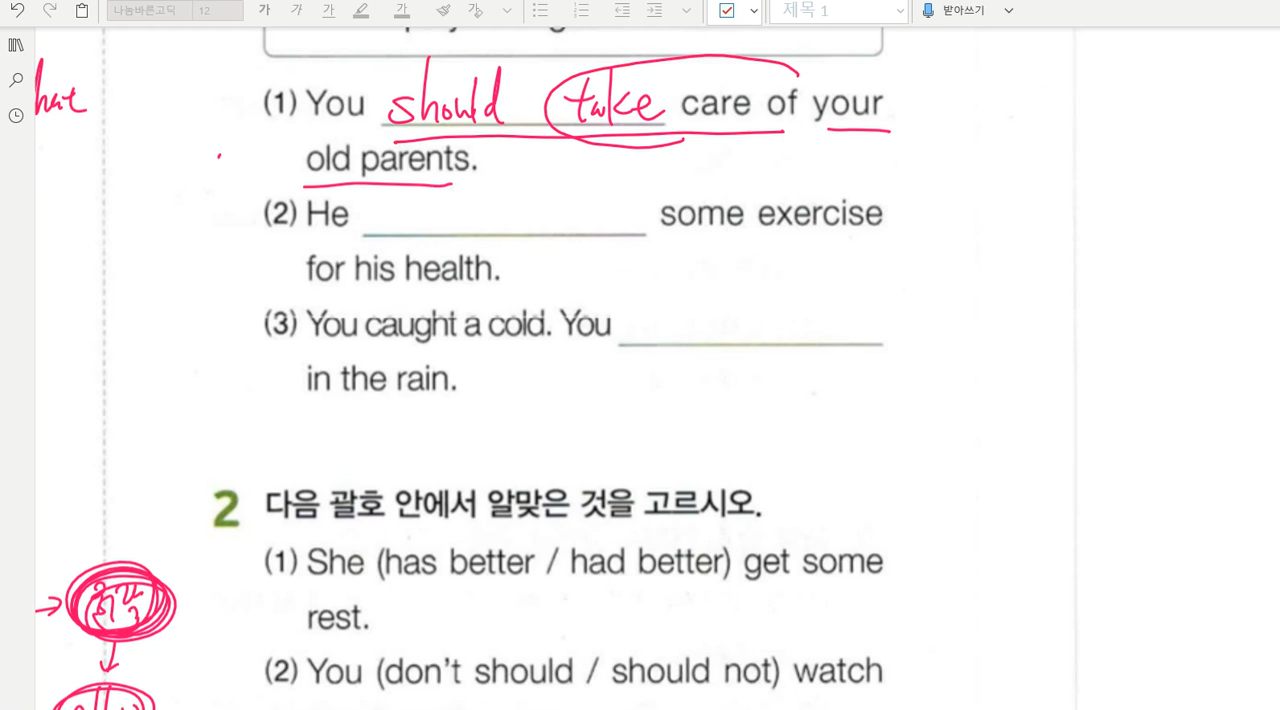 나눔바른고딕 12 가 가 가 가 가 제목 1 받아쓰기
(1) You should take care of your
old parents.
(2) He some exercise
for his health.
(3) You caught a cold. You
in the rain.
2 다음 괄호 안에서 알맞은 것을 고르시오.
(1) She (has better / had better) get some
rest.
(2) You (don't should / should not) watch